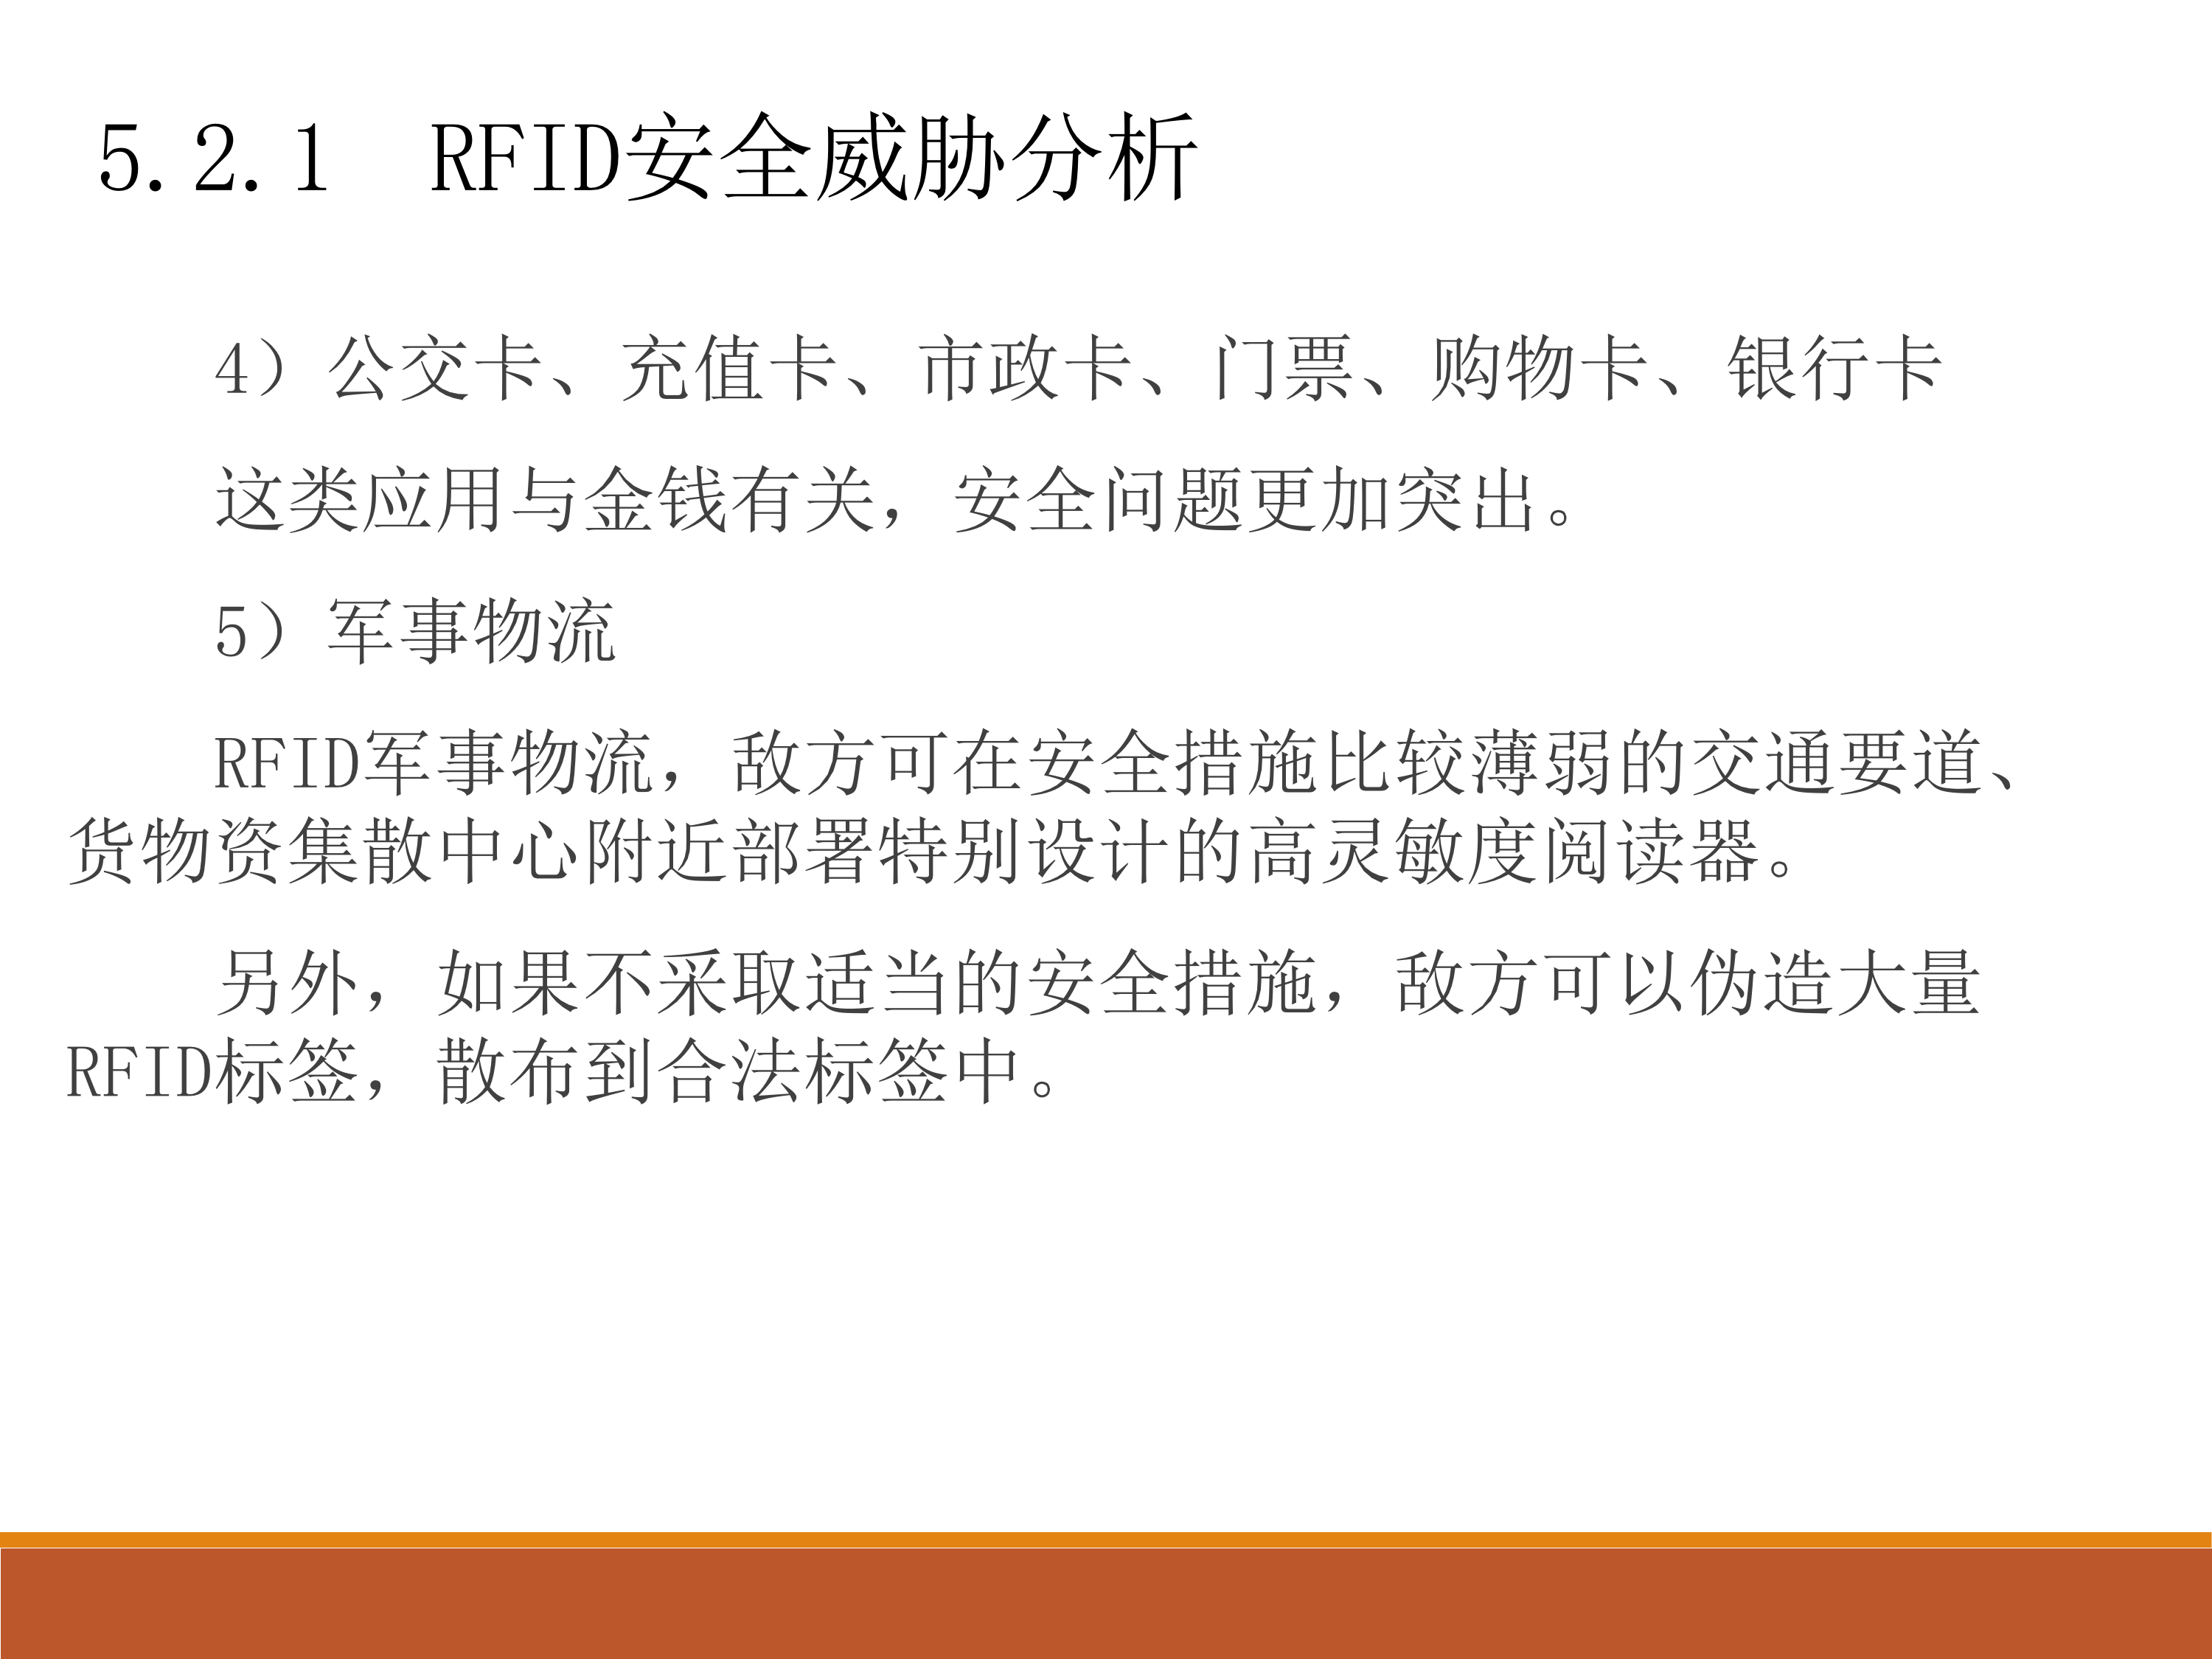 5.2.1 RFID安全威胁分析
4） 公交卡、充值卡、 市政卡、 门票、购物卡、银行卡
这类应用与金钱有关， 安全问题更加突出。
5） 军事物流
RFID军事物流，敌方可在安全措施比较薄弱的交通要道、
货物货集散中心附近部署特别设计的高灵敏度阅读器。
另外， 如果不采取适当的安全措施，敌方可以伪造大量
RFID标签， 散布到合法标签中。